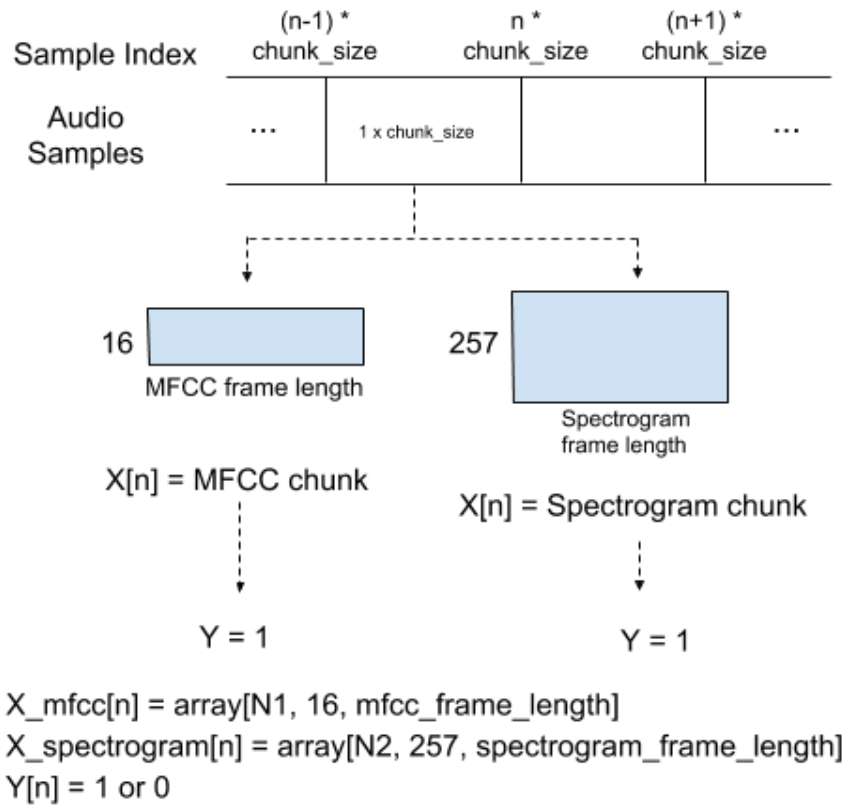 (n-1) * n * (n+1) *
Sample Index chunk_size chunk_size chunk_size
Audio
Samples
... 1 x chunk_size ...
16 257
MFCC frame length
Spectrogram
frame length
X[n] = MFCC chunk
X[n] = Spectrogram chunk
Y = 1 Y = 1
X_mfcc[n] = array[N1, 16, mfcc_frame_length]
X_spectrogram[n] = array[N2, 257, spectrogram_frame_length]
Y[n] = 1 or 0